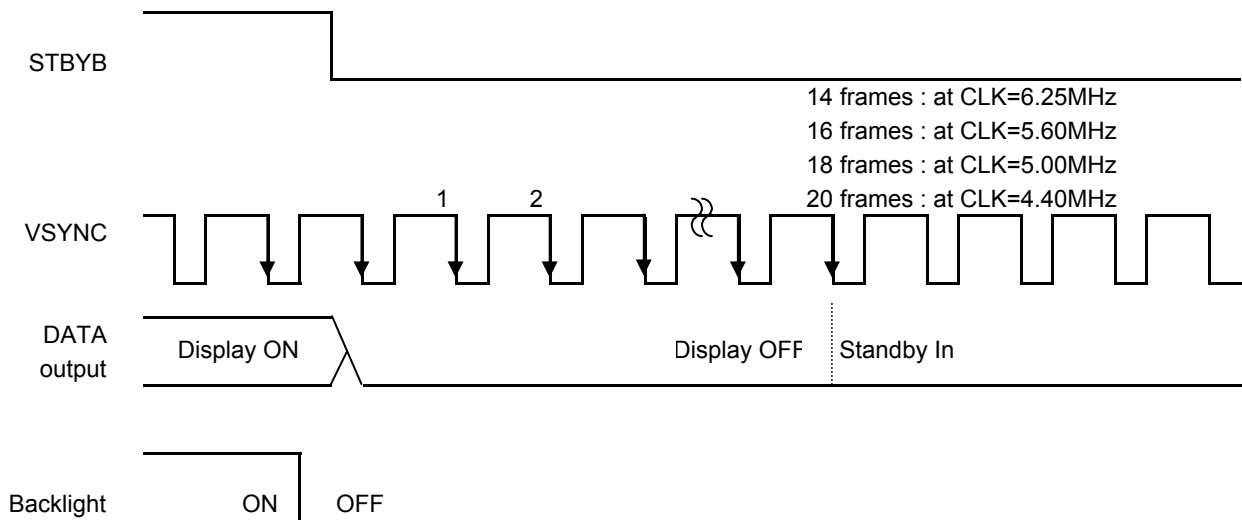 STBYB
14 frames : at CLK=6.25MHz
16 frames : at CLK=5.60MHz
18 frames : at CLK=5.00MHz
20 frames : at CLK=4.40MHz
1 2
VSYNC
DATA
output
Display ON Display OFF Standby In
Backlight ON OFF